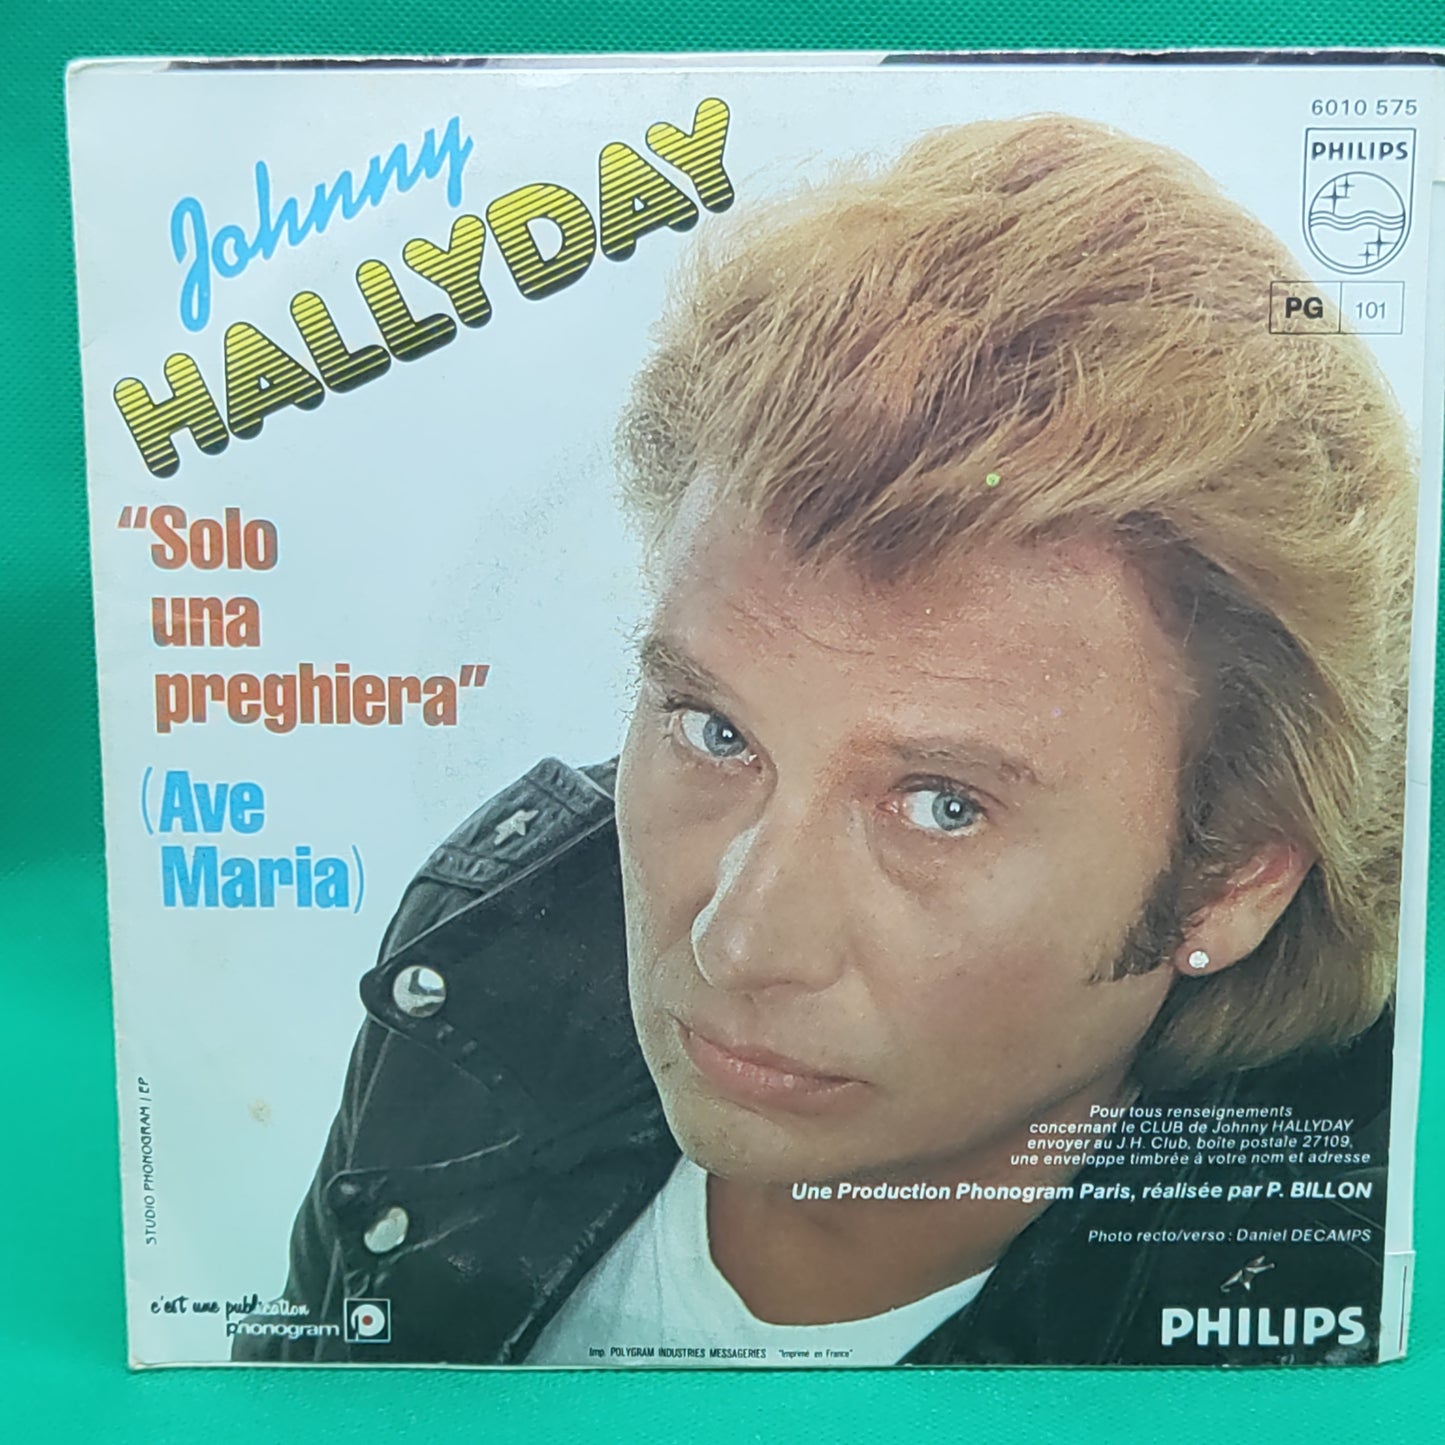 Johnny
HALLYDAY
6010 575
PHILIPS
PG 101
"Solo
una
preghiera"
(Ave
Maria)
STUDIO PHONOGRAM / EP
Pour tous renseignements
concernant le CLUB de Johnny HALLYDAY
envoyer au J.H. Club, boîte postale 27109,
une enveloppe timbrée à votre nom et adresse
Une Production Phonogram Paris, réalisée par P. BILLON
Photo recto/verso : Daniel DECAMPS
c'est une publication
phonogram
PHILIPS
Imp. POLYGRAM INDUSTRIES MESSAGERIES "Imprimé en France"